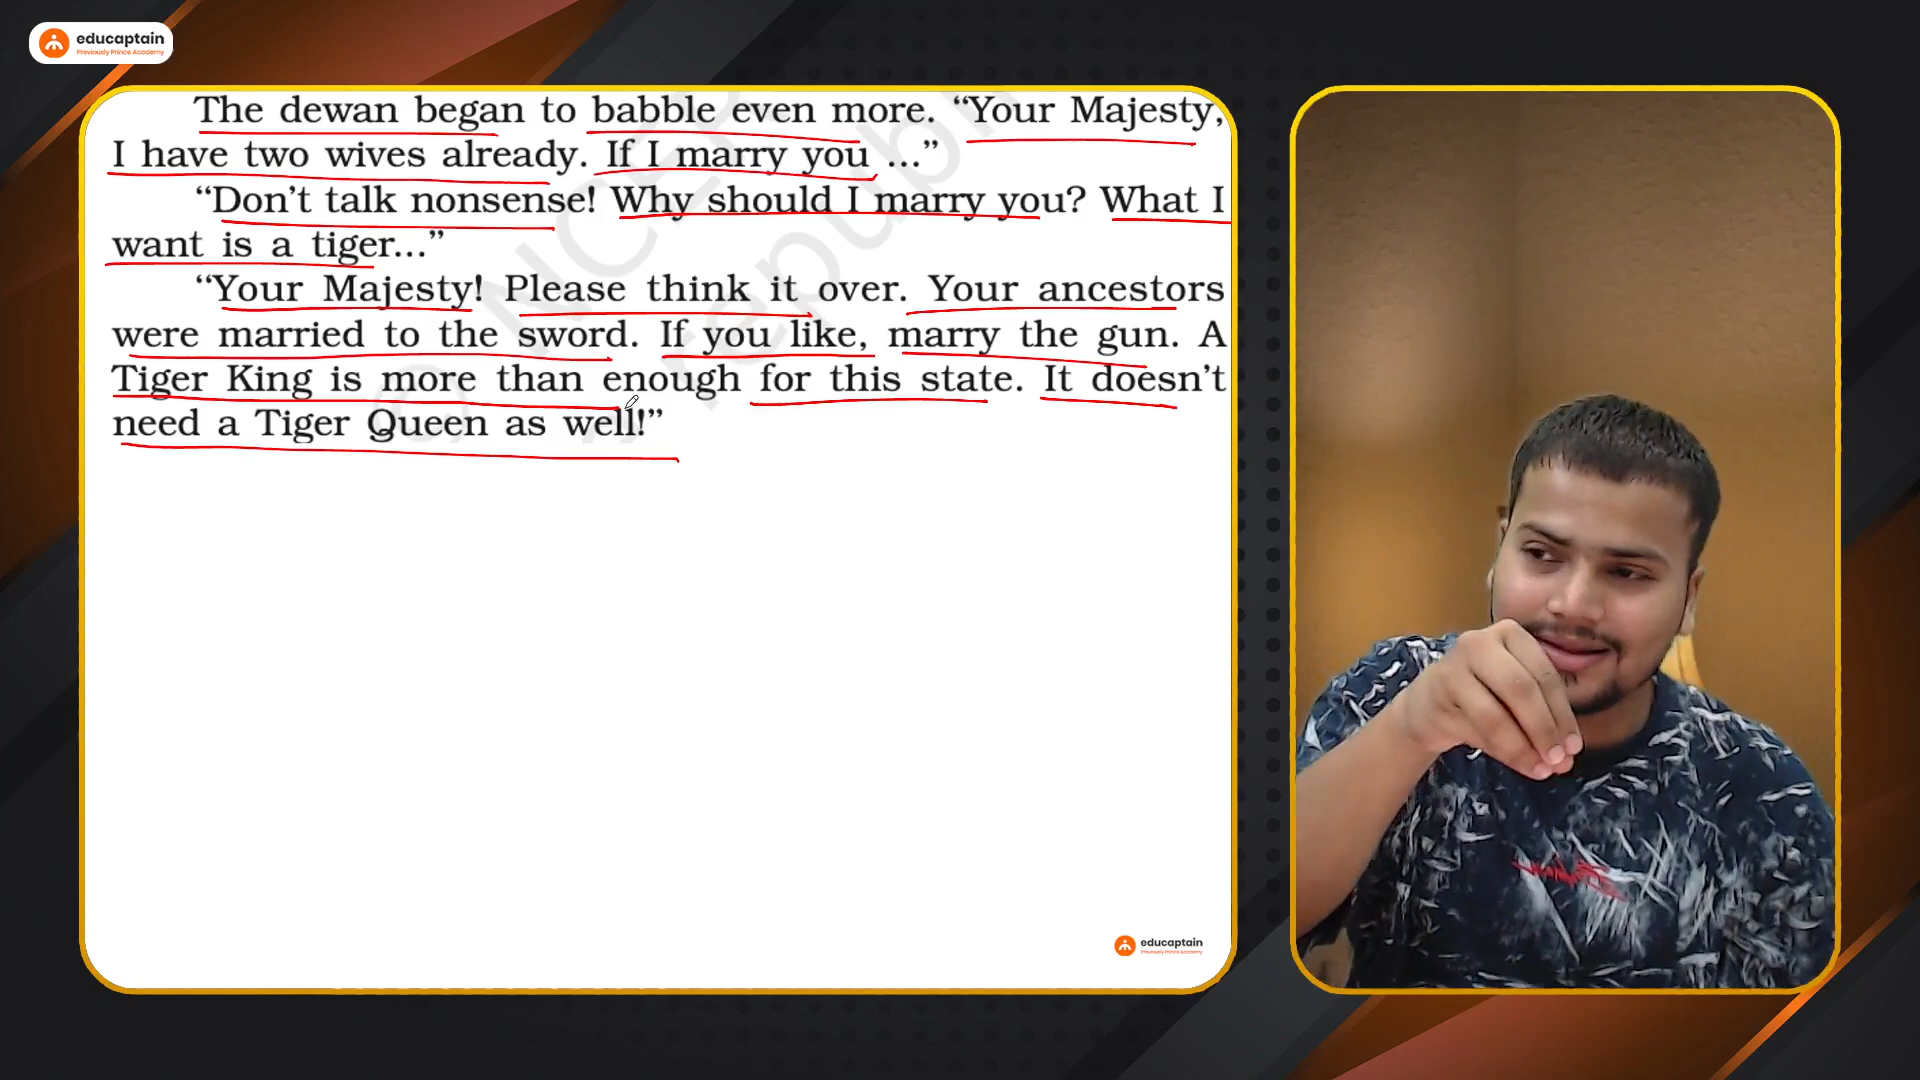 educaptain
Previously Prince Academy
The dewan began to babble even more. “Your Majesty,
I have two wives already. If I marry you ...”
“Don’t talk nonsense! Why should I marry you? What I
want is a tiger...”
“Your Majesty! Please think it over. Your ancestors
were married to the sword. If you like, marry the gun. A
Tiger King is more than enough for this state. It doesn’t
need a Tiger Queen as well!”
educaptain
Previously Prince Academy